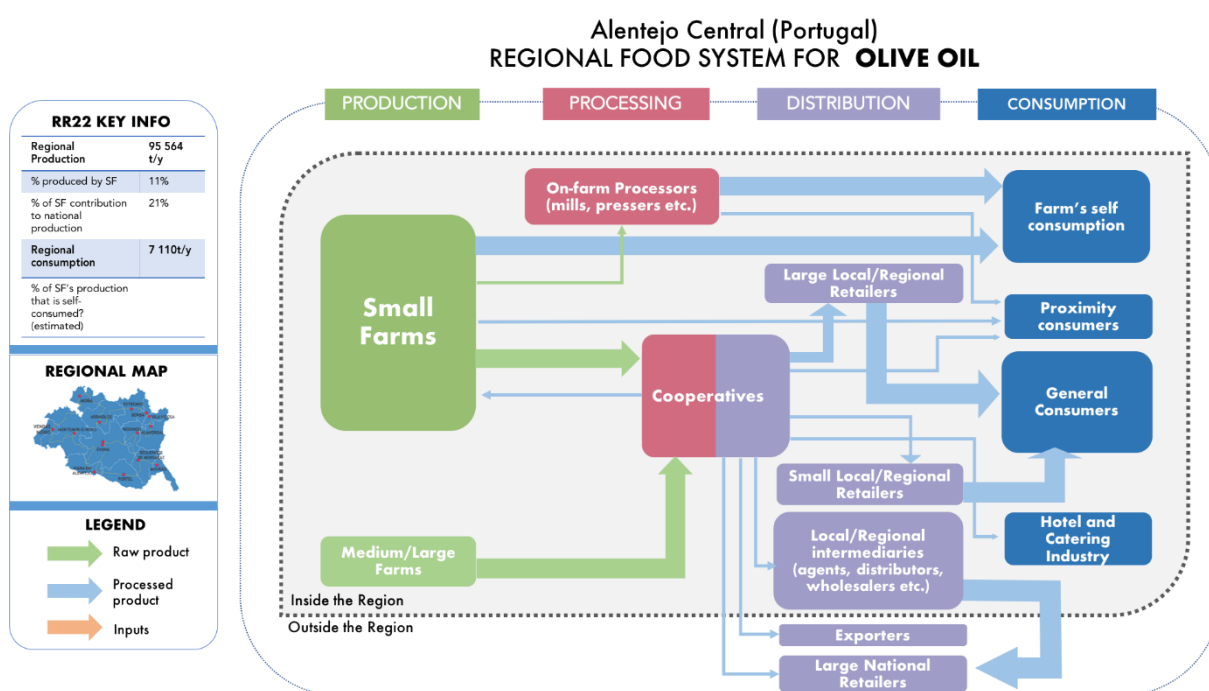 Alentejo Central (Portugal)
REGIONAL FOOD SYSTEM FOR OLIVE OIL
PRODUCTION
PROCESSING
DISTRIBUTION
CONSUMPTION
RR22 KEY INFO
Regional
Production
95 564
t/y
% produced by SF
11%
% of SF contribution
to national
production
21%
Regional
consumption
7 110t/y
% of SF's production
that is self-
consumed?
(estimated)
REGIONAL MAP
LEGEND
Raw product
Processed
product
Inputs
On-farm Processors
(mills, pressers etc.)
Farm's self
consumption
Small
Farms
Large Local/Regional
Retailers
Proximity
consumers
Cooperatives
General
Consumers
Small Local/Regional
Retailers
Medium/Large
Farms
Local/Regional
intermediaries
(agents, distributors,
wholesalers etc.)
Hotel and
Catering
Industry
Inside the Region
Outside the Region
Exporters
Large National
Retailers